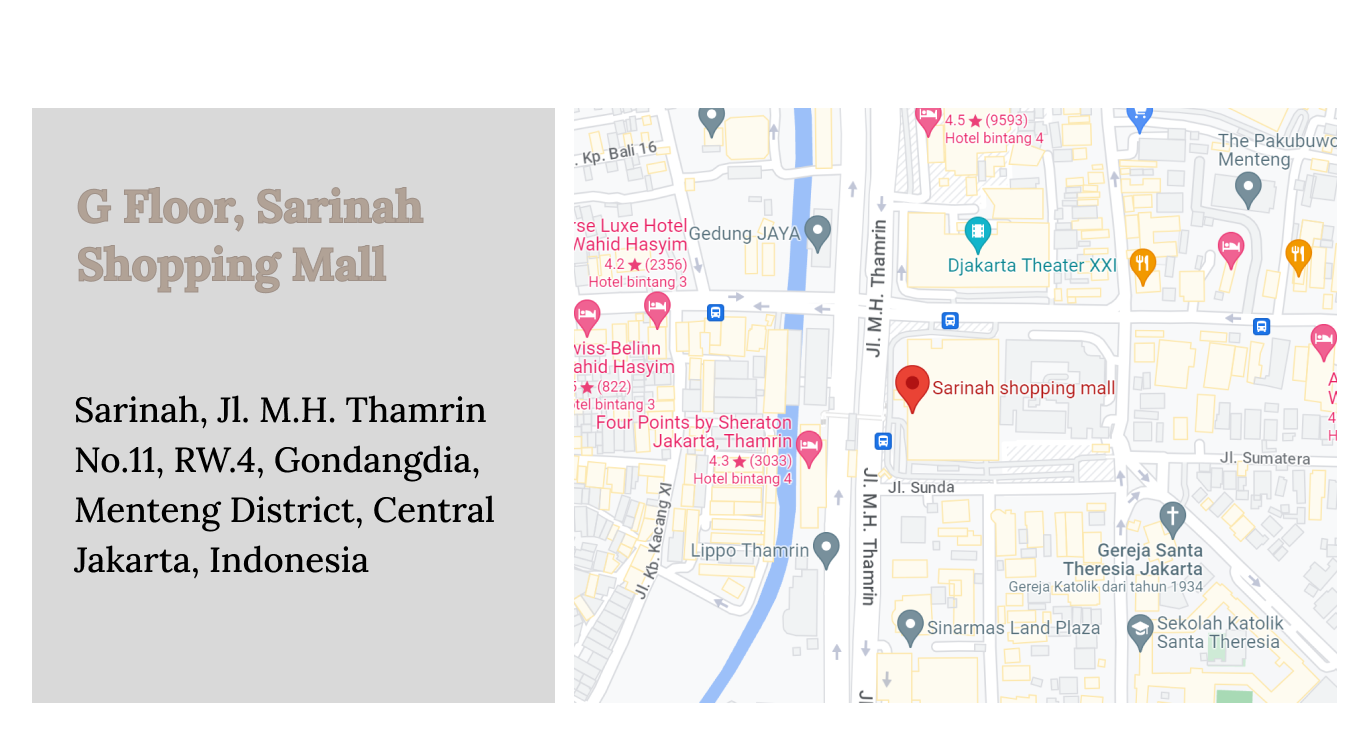 G Floor, Sarinah
Shopping Mall
Sarinah, Jl. M.H. Thamrin
No.11, RW.4, Gondangdia,
Menteng District, Central
Jakarta, Indonesia
4.5 ★ (9593)
Hotel bintang 4
The Pakubuwo
Menteng
. Kp. Bali 16
rse Luxe Hotel
Wahid Hasyim
4.2 ★ (2356)
Hotel bintang 3
Gedung JAYA
Jl. M.H. Thamrin
Djakarta Theater XXI
wiss-Belinn
ahid Hasyim
5 ★ (822)
otel bintang 3
Sarinah shopping mall
Four Points by Sheraton
Jakarta, Thamrin
4.3 ★ (3033)
Hotel bintang 4
A
W
4
H
Jl. Sumatera
Jl. Sunda
Jl. M.H. Thamrin
Jl. Kb. Kacang XI
Lippo Thamrin
Gereja Santa
Theresia Jakarta
Gereja Katolik dari tahun 1934
Sinarmas Land Plaza
Sekolah Katolik
Santa Theresia
Jl